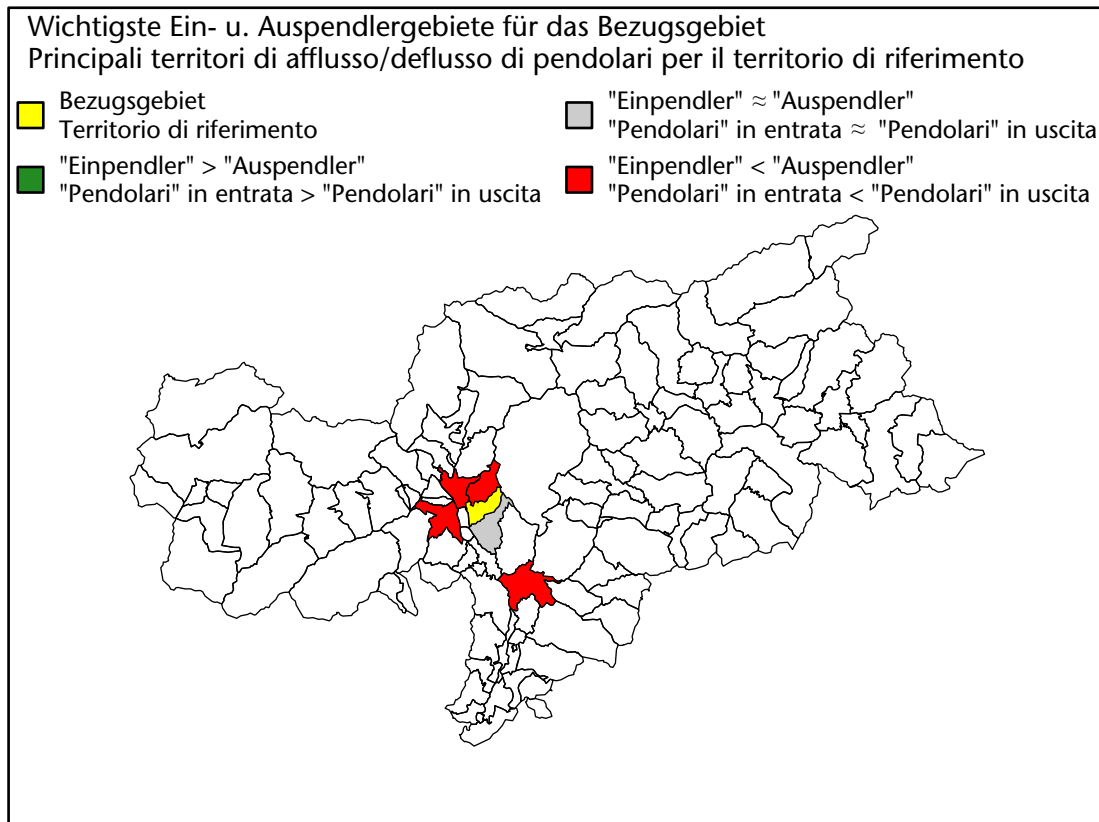 Wichtigste Ein- u. Auspendlergebiete für das Bezugsgebiet
Principali territori di afflusso/deflusso di pendolari per il territorio di riferimento
Bezugsgebiet
Territorio di riferimento
"Einpendler" > "Auspendler"
"Pendolari" in entrata > "Pendolari" in uscita
"Einpendler" ≈ "Auspendler"
"Pendolari" in entrata ≈ "Pendolari" in uscita
"Einpendler" < "Auspendler"
"Pendolari" in entrata < "Pendolari" in uscita